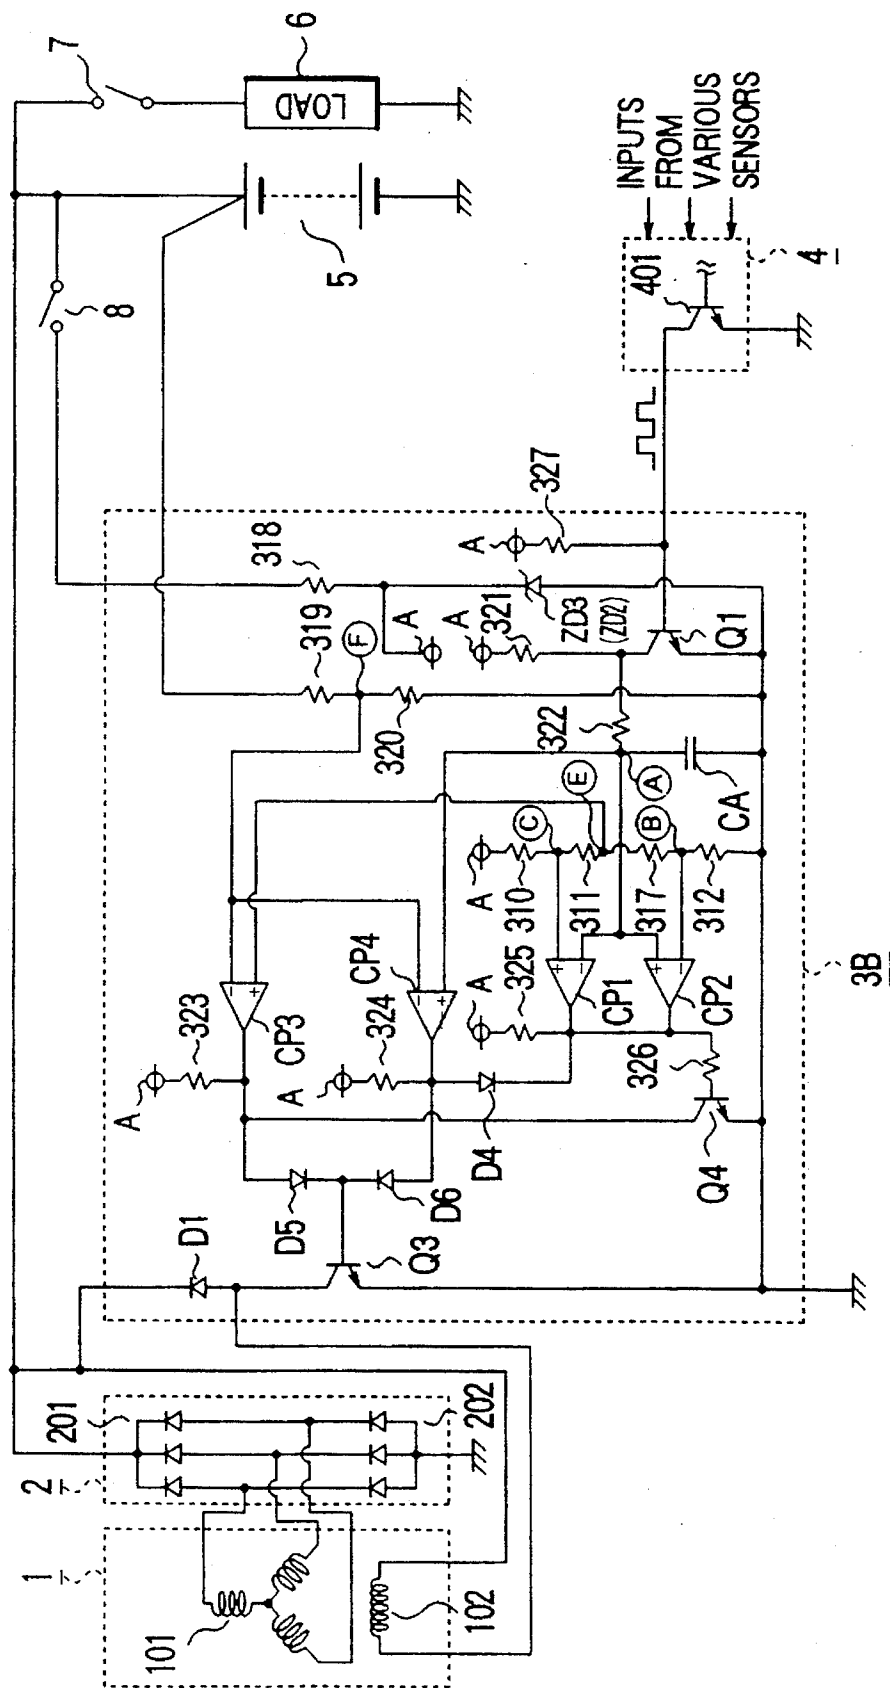 7
6
LOAD
8
5
INPUTS
FROM
VARIOUS
SENSORS
401
4
327
A
318
319
F
A
A
321
ZD3
(ZD2)
Q1
320
322
E
A
CA
C
B
A
310
311
317
312
A
325
CP4
CP1
CP2
3B
323
CP3
324
326
A
A
D4
Q4
D5
D6
D1
Q3
201
202
2
1
101
102